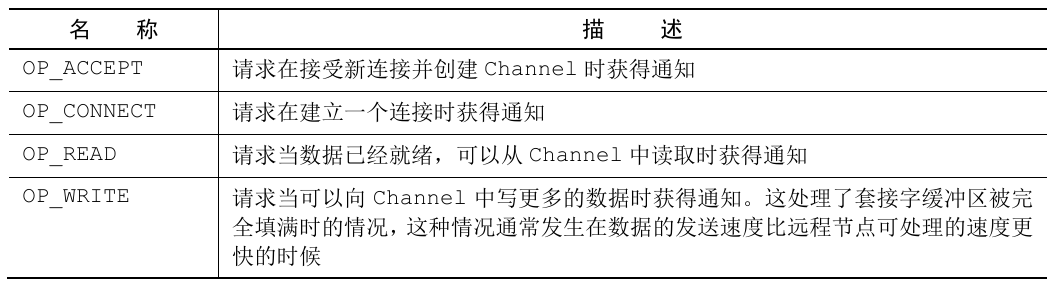 名 称 描 述
OP_ACCEPT 请求在接受新连接并创建 Channel 时获得通知
OP_CONNECT 请求在建立一个连接时获得通知
OP_READ 请求当数据已经就绪，可以从 Channel 中读取时获得通知
OP_WRITE 请求当可以向 Channel 中写更多的数据时获得通知。这处理了套接字缓冲区被完
全填满时的情况，这种情况通常发生在数据的发送速度比远程节点可处理的速度更
快的时候